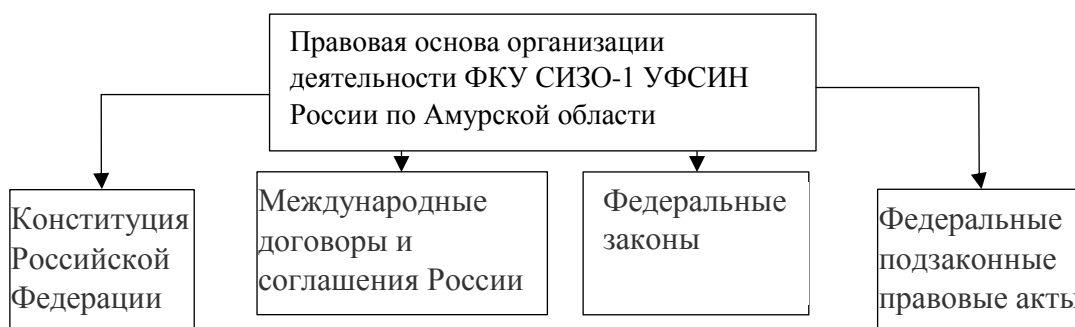 Правовая основа организации
деятельности ФКУ СИЗО-1 УФСИН
России по Амурской области
Конституция
Российской
Федерации
Международные
договоры и
соглашения России
Федеральные
законы
Федеральные
подзаконные
правовые акты